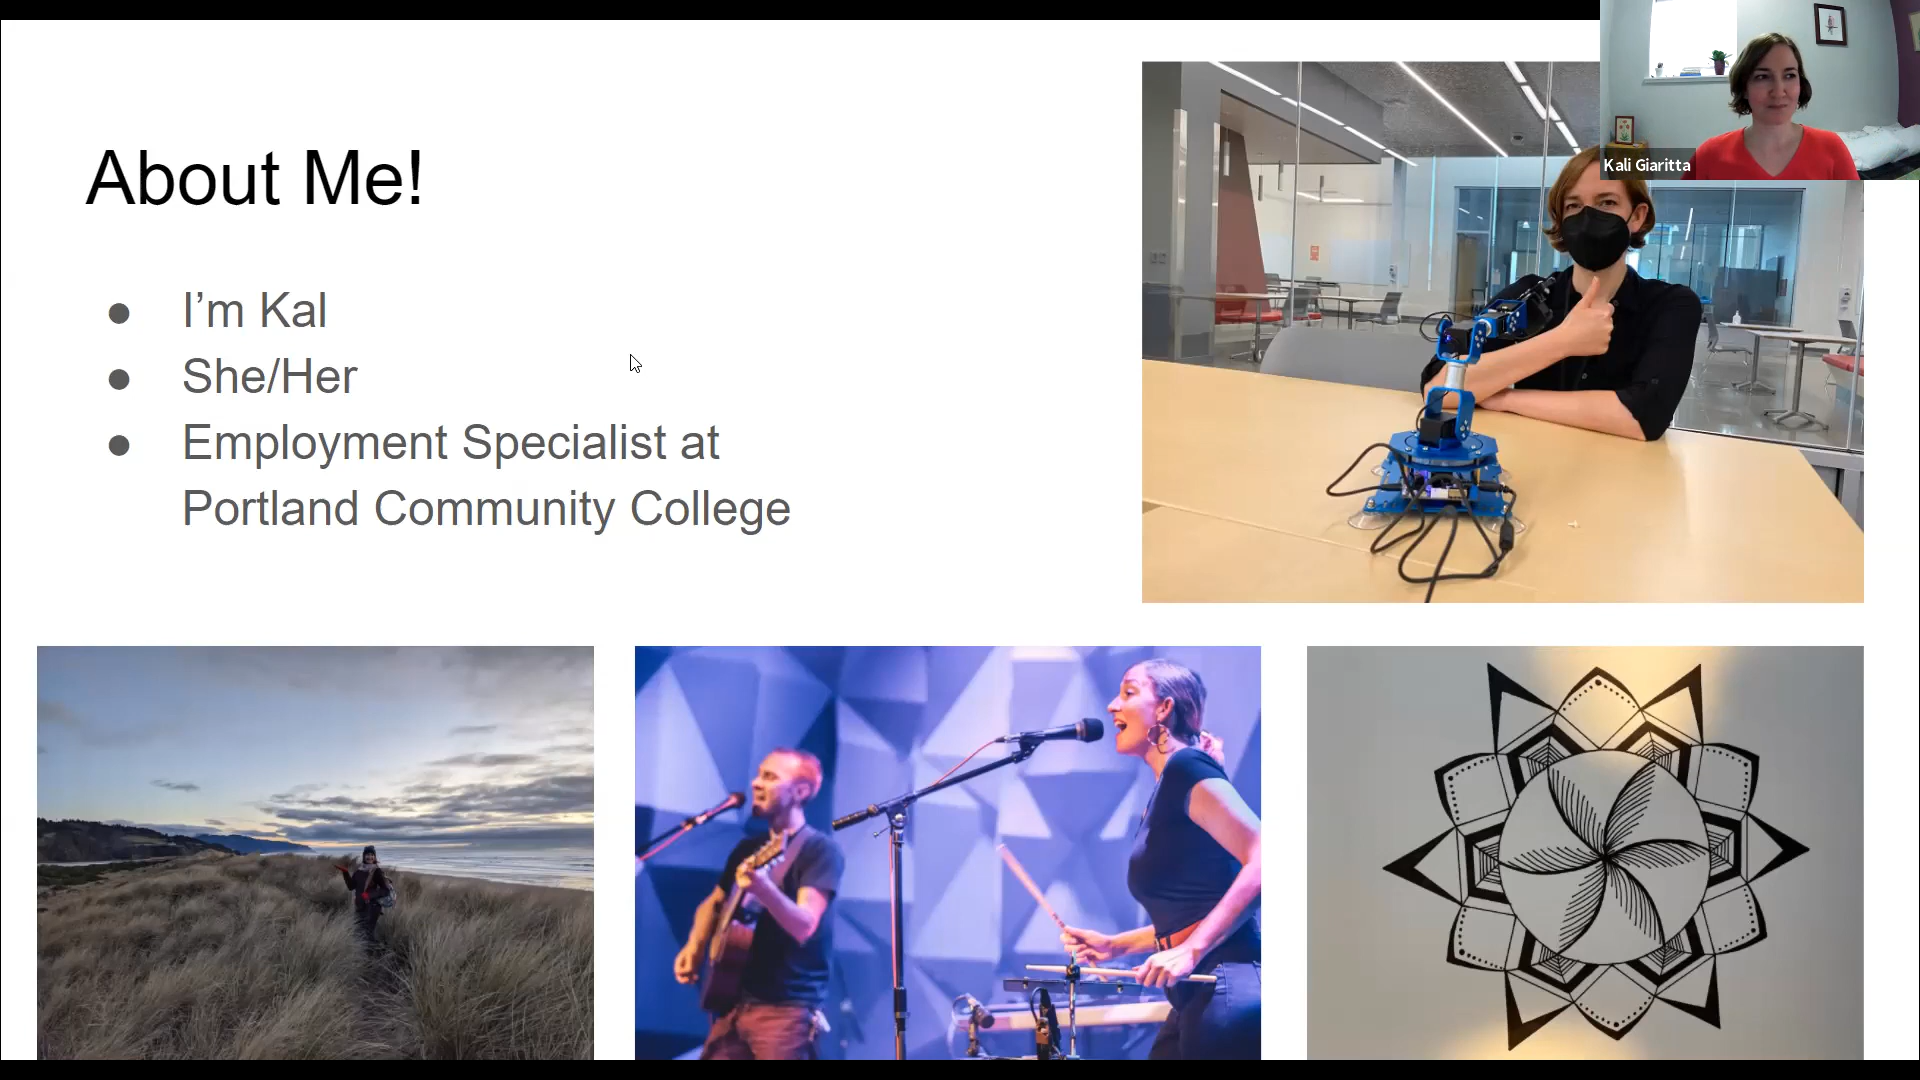 Kali Giaritta
About Me!
● I’m Kal
● She/Her
● Employment Specialist at
Portland Community College